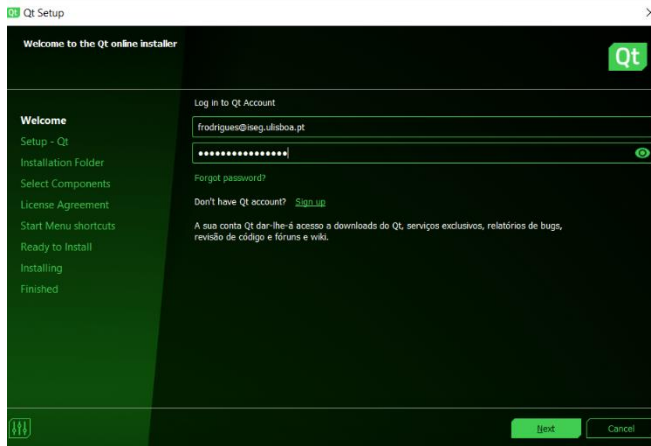 Qt Setup
Welcome to the Qt online installer
Qt
Welcome
Setup - Qt
Installation Folder
Select Components
License Agreement
Start Menu shortcuts
Ready to Install
Installing
Finished
Log in to Qt Account
frodrigues@iseg.ulisboa.pt
Forgot password?
Don't have Qt account? Sign up
A sua conta Qt dar-lhe-á acesso a downloads do Qt, serviços exclusivos, relatórios de bugs,
revisão de código e fóruns e wiki.
Next
Cancel